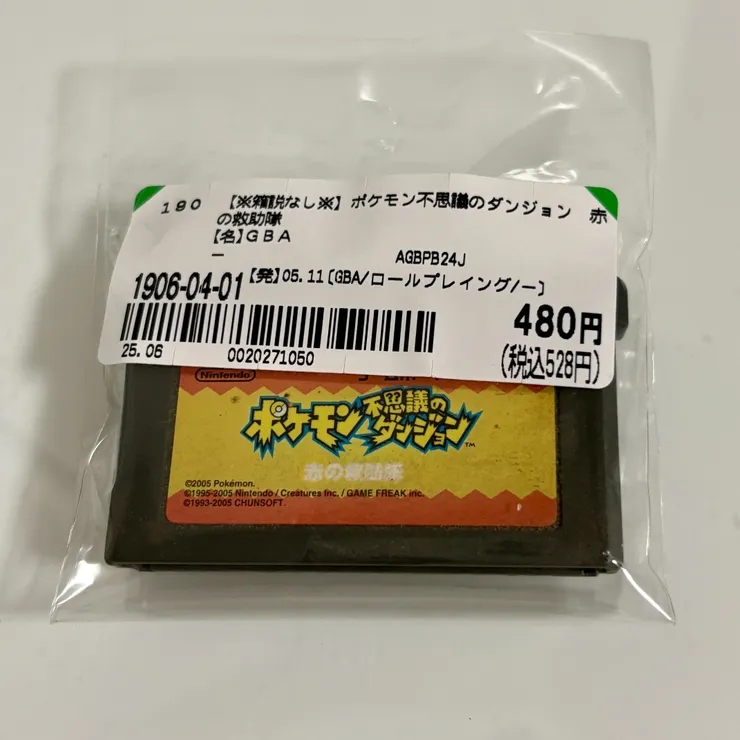 190 【※箱説なし※】ポケモン不思議のダンジョン 赤
の救助隊
【名】GBA
ー AGBPB24J
1906-04-01 【発】05.11〔GBA/ロールプレイング/ー〕
480円
(税込528円)
25.06 0020271050
Nintendo
ポケモン不思議のダンジョン™
赤の救助隊
©2005 Pokémon.
©1995-2005 Nintendo / Creatures inc. / GAME FREAK inc.
©1993-2005 CHUNSOFT.